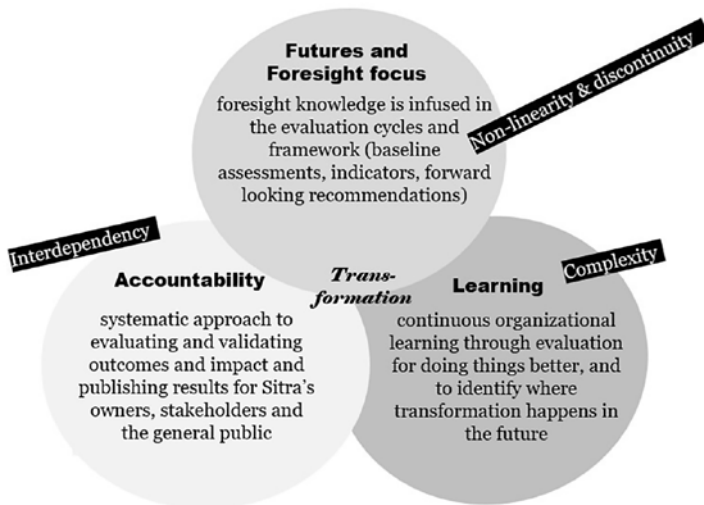 Futures and
Foresight focus
foresight knowledge is infused in
the evaluation cycles and
framework (baseline
assessments, indicators, forward
looking recommendations)
Non-linearity & discontinuity
Interdependency
Accountability
systematic approach to
evaluating and validating
outcomes and impact and
publishing results for Sitra's
owners, stakeholders and
the general public
Trans-
formation
Complexity
Learning
continuous organizational
learning through evaluation
for doing things better, and
to identify where
transformation happens in
the future